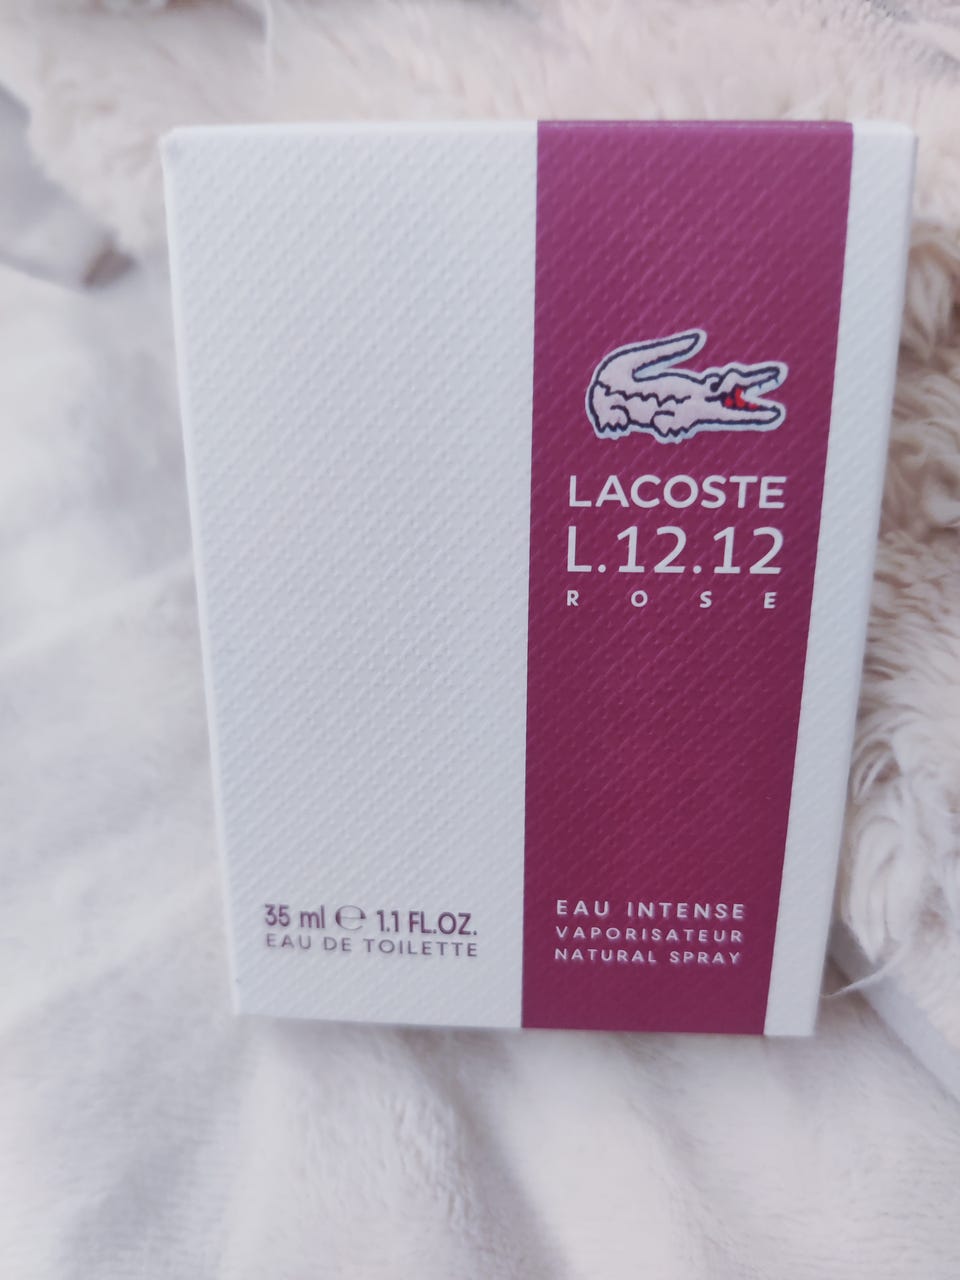 LACOSTE
L.12.12
ROSE
35 ml ℮ 1.1 FL.OZ.
EAU DE TOILETTE
EAU INTENSE
VAPORISATEUR
NATURAL SPRAY